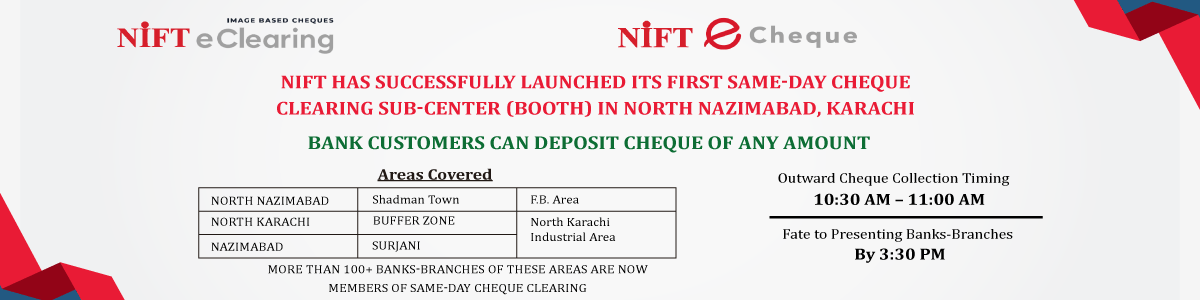 IMAGE BASED CHEQUES
NIFT eClearing
NIFT e Cheque
NIFT HAS SUCCESSFULLY LAUNCHED ITS FIRST SAME-DAY CHEQUE
CLEARING SUB-CENTER (BOOTH) IN NORTH NAZIMABAD, KARACHI
BANK CUSTOMERS CAN DEPOSIT CHEQUE OF ANY AMOUNT
Areas Covered
NORTH NAZIMABAD Shadman Town F.B. Area
NORTH KARACHI BUFFER ZONE North Karachi
Industrial Area
NAZIMABAD SURJANI
MORE THAN 100+ BANKS-BRANCHES OF THESE AREAS ARE NOW
MEMBERS OF SAME-DAY CHEQUE CLEARING
Outward Cheque Collection Timing
10:30 AM – 11:00 AM
Fate to Presenting Banks-Branches
By 3:30 PM